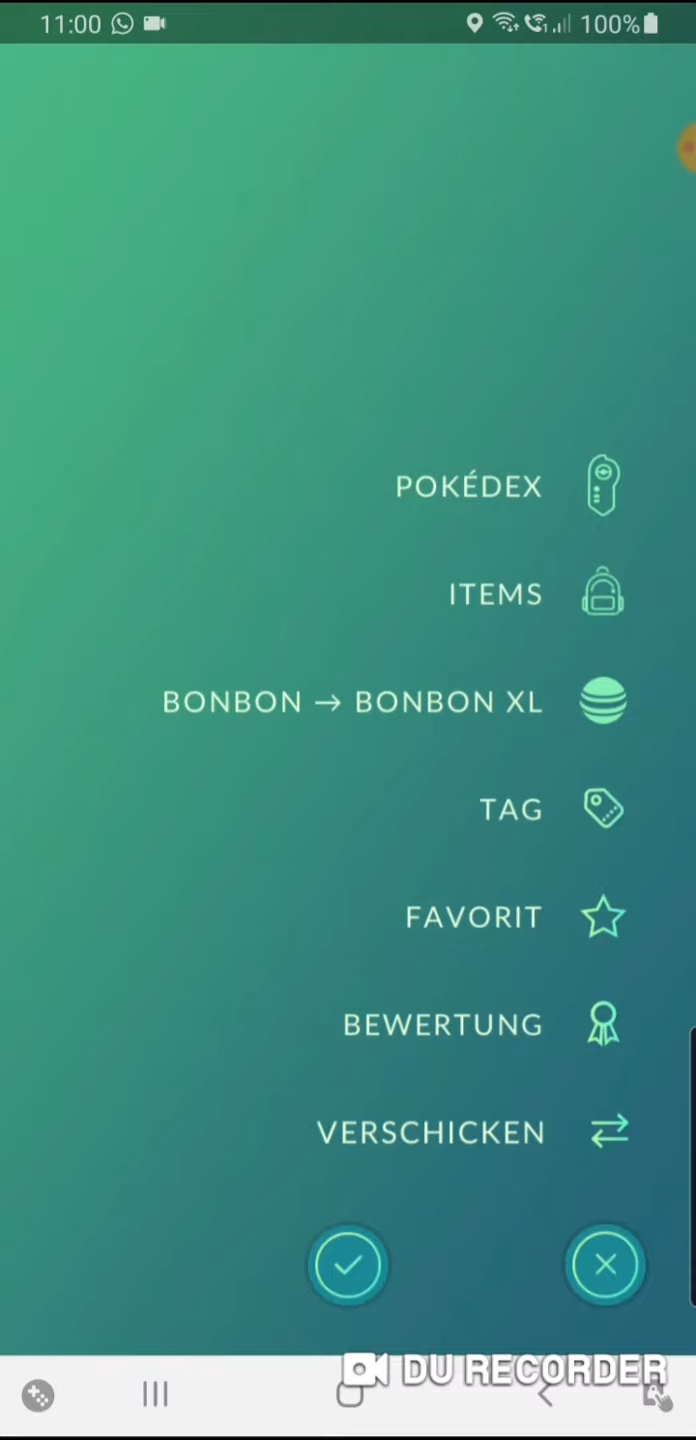 11:00 100%
POKÉDEX
ITEMS
BONBON → BONBON XL
TAG
FAVORIT
BEWERTUNG
VERSCHICKEN
DU RECORDER